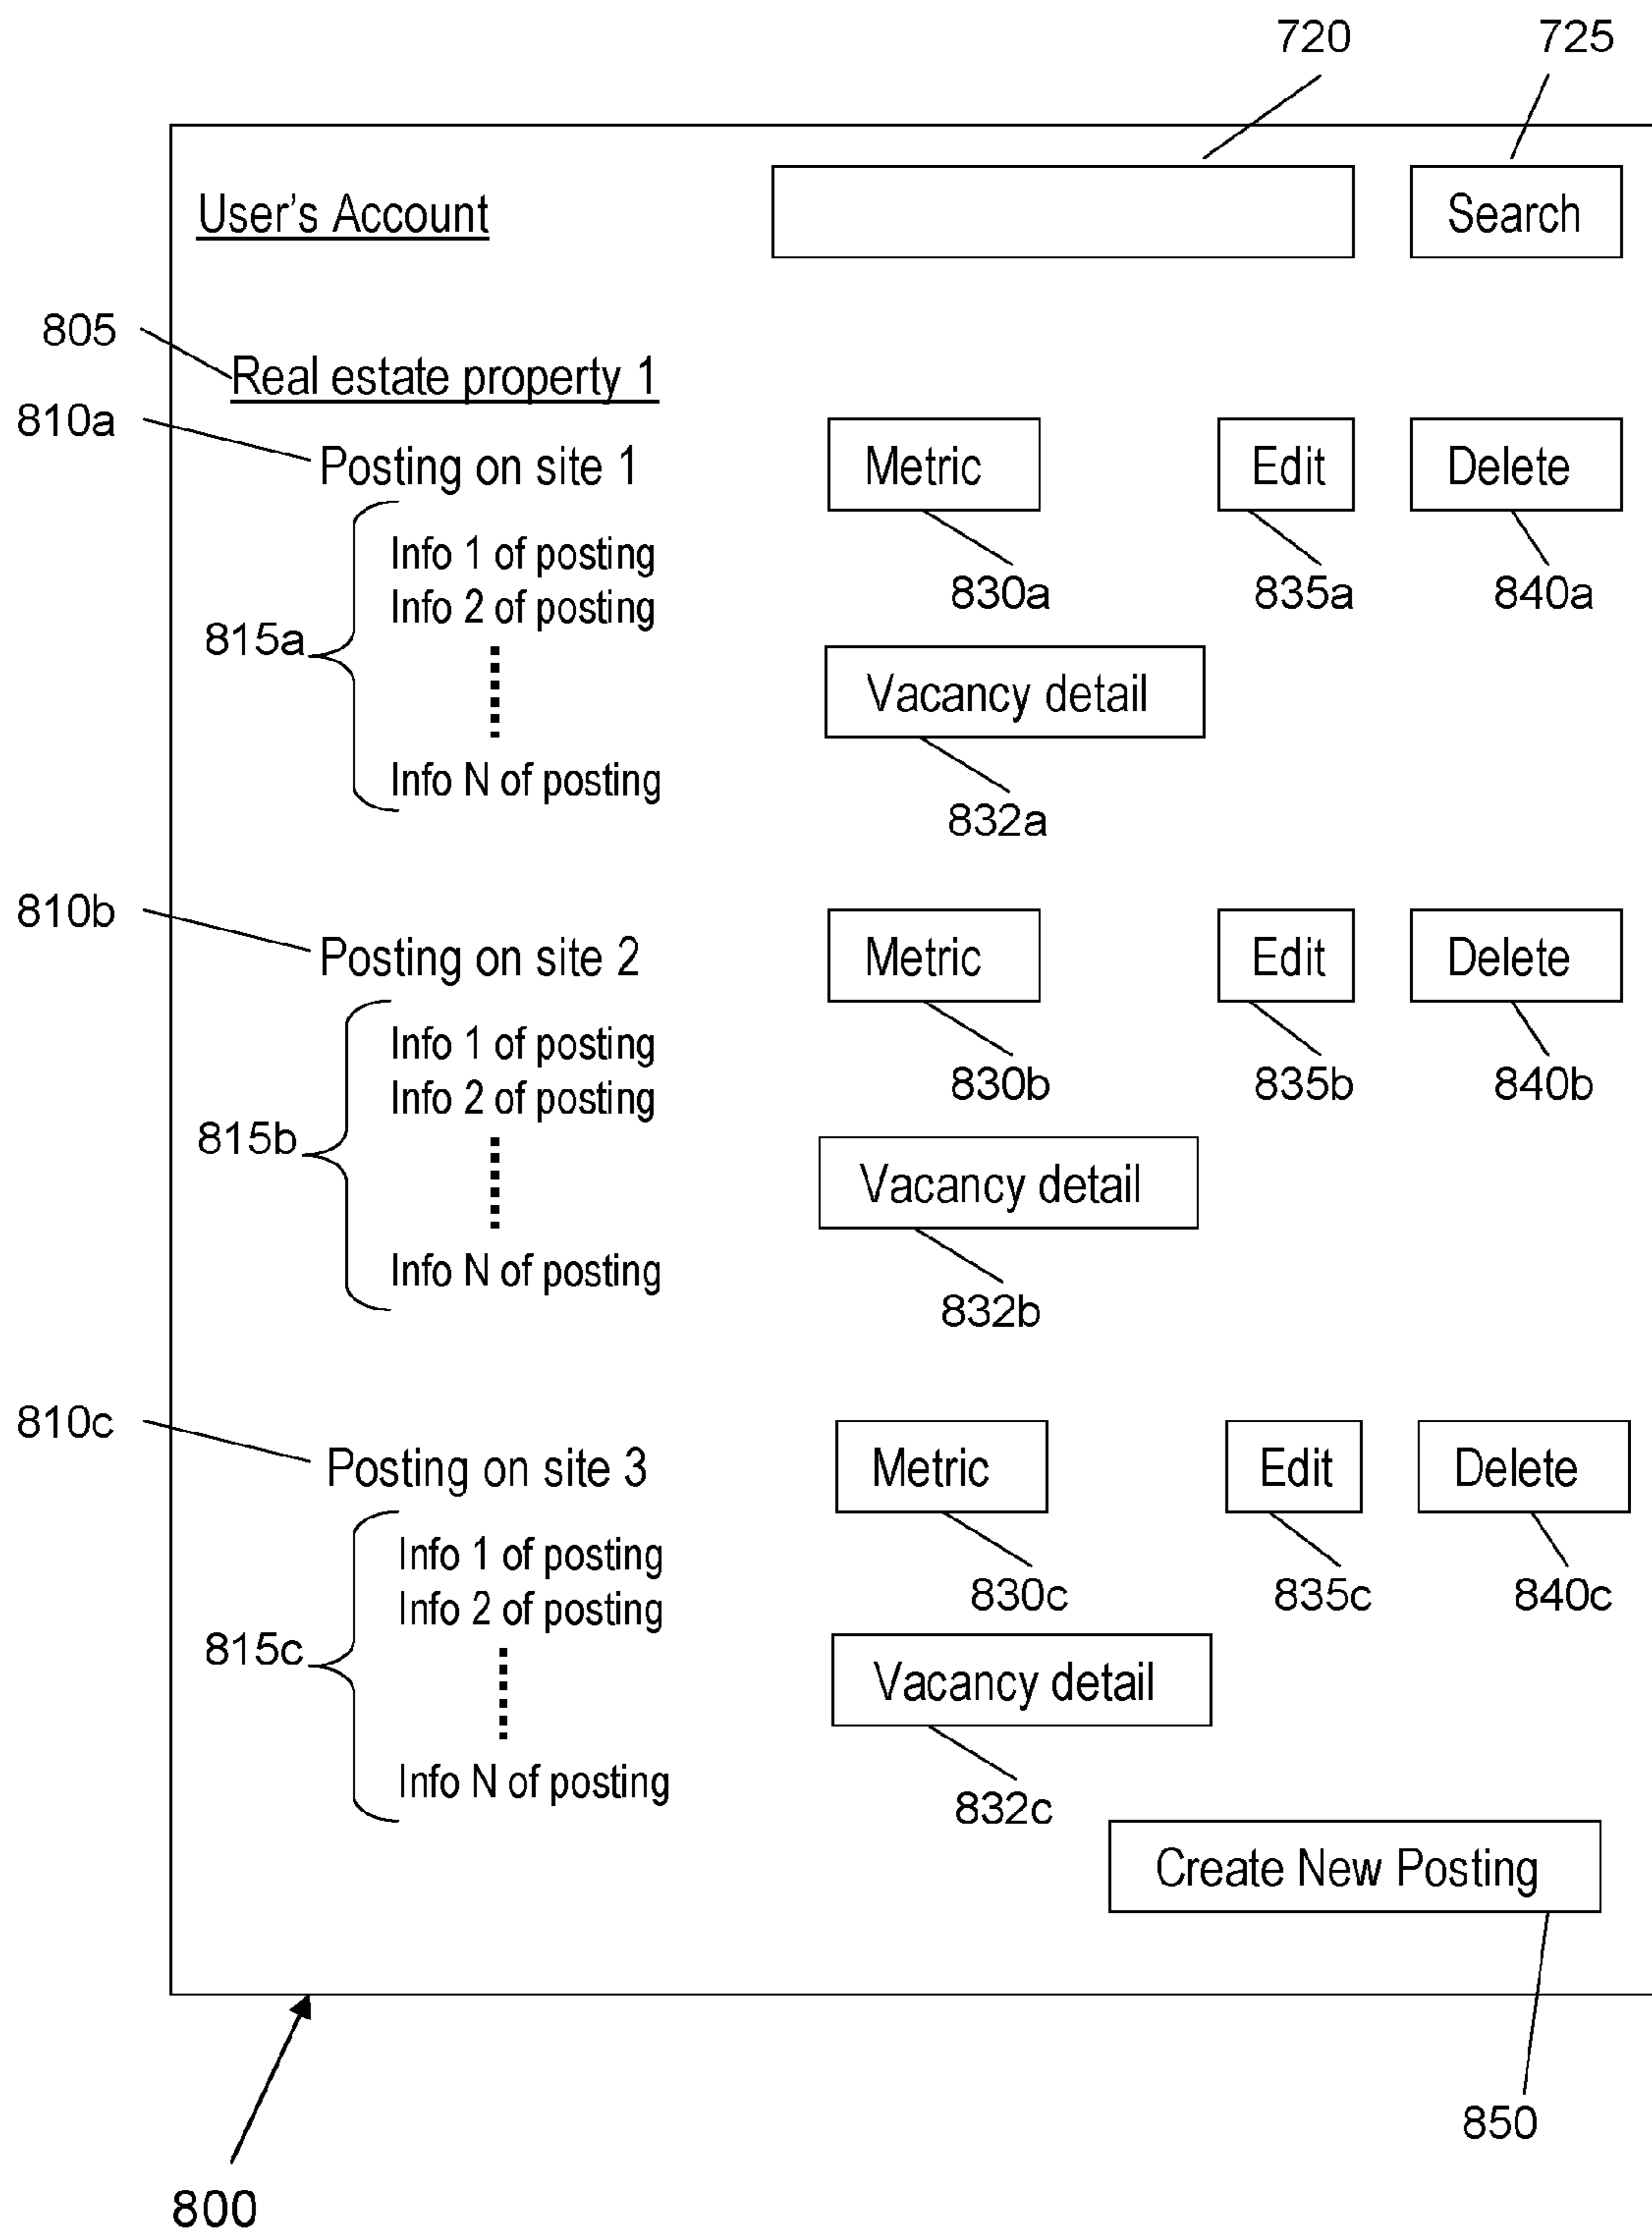 720 725
User's Account Search
805
Real estate property 1
810a
Posting on site 1 Metric Edit Delete
Info 1 of posting
830a 835a 840a
Info 2 of posting
815a
Vacancy detail
Info N of posting
832a
810b
Posting on site 2 Metric Edit Delete
Info 1 of posting
830b 835b 840b
Info 2 of posting
815b
Vacancy detail
Info N of posting
832b
810c
Posting on site 3 Metric Edit Delete
Info 1 of posting
830c 835c 840c
Info 2 of posting
815c
Vacancy detail
Info N of posting
832c
Create New Posting
850
800